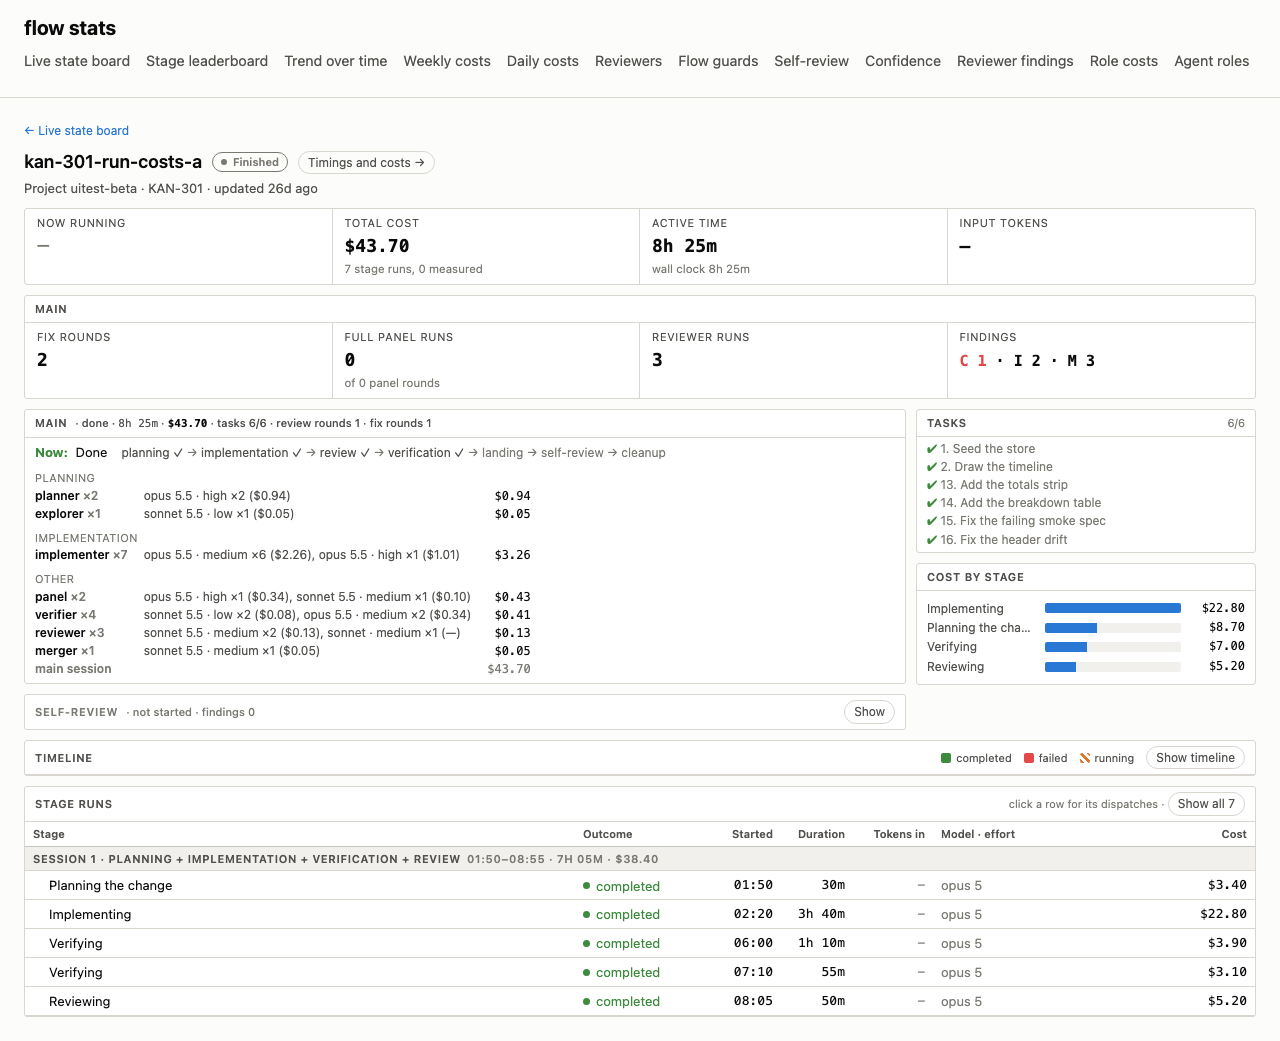 flow stats
Live state board Stage leaderboard Trend over time Weekly costs Daily costs Reviewers Flow guards Self-review Confidence Reviewer findings Role costs Agent roles
← Live state board
kan-301-run-costs-a ● Finished Timings and costs →
Project uitest-beta · KAN-301 · updated 26d ago
NOW RUNNING TOTAL COST ACTIVE TIME INPUT TOKENS
— $43.70 8h 25m —
7 stage runs, 0 measured wall clock 8h 25m
MAIN
FIX ROUNDS FULL PANEL RUNS REVIEWER RUNS FINDINGS
2 0 3 C 1 · I 2 · M 3
of 0 panel rounds
MAIN · done · 8h 25m · $43.70 · tasks 6/6 · review rounds 1 · fix rounds 1
Now: Done planning ✓ → implementation ✓ → review ✓ → verification ✓ → landing → self-review → cleanup
PLANNING
planner ×2 opus 5.5 · high ×2 ($0.94) $0.94
explorer ×1 sonnet 5.5 · low ×1 ($0.05) $0.05
IMPLEMENTATION
implementer ×7 opus 5.5 · medium ×6 ($2.26), opus 5.5 · high ×1 ($1.01) $3.26
OTHER
panel ×2 opus 5.5 · high ×1 ($0.34), sonnet 5.5 · medium ×1 ($0.10) $0.43
verifier ×4 sonnet 5.5 · low ×2 ($0.08), opus 5.5 · medium ×2 ($0.34) $0.41
reviewer ×3 sonnet 5.5 · medium ×2 ($0.13), sonnet · medium ×1 (—) $0.13
merger ×1 sonnet 5.5 · medium ×1 ($0.05) $0.05
main session $43.70
TASKS 6/6
✔ 1. Seed the store
✔ 2. Draw the timeline
✔ 13. Add the totals strip
✔ 14. Add the breakdown table
✔ 15. Fix the failing smoke spec
✔ 16. Fix the header drift
COST BY STAGE
Implementing $22.80
Planning the cha... $8.70
Verifying $7.00
Reviewing $5.20
SELF-REVIEW · not started · findings 0 Show
TIMELINE completed failed running Show timeline
STAGE RUNS click a row for its dispatches · Show all 7
Stage Outcome Started Duration Tokens in Model · effort Cost
SESSION 1 · PLANNING + IMPLEMENTATION + VERIFICATION + REVIEW 01:50–08:55 · 7H 05M · $38.40
Planning the change ● completed 01:50 30m — opus 5 $3.40
Implementing ● completed 02:20 3h 40m — opus 5 $22.80
Verifying ● completed 06:00 1h 10m — opus 5 $3.90
Verifying ● completed 07:10 55m — opus 5 $3.10
Reviewing ● completed 08:05 50m — opus 5 $5.20